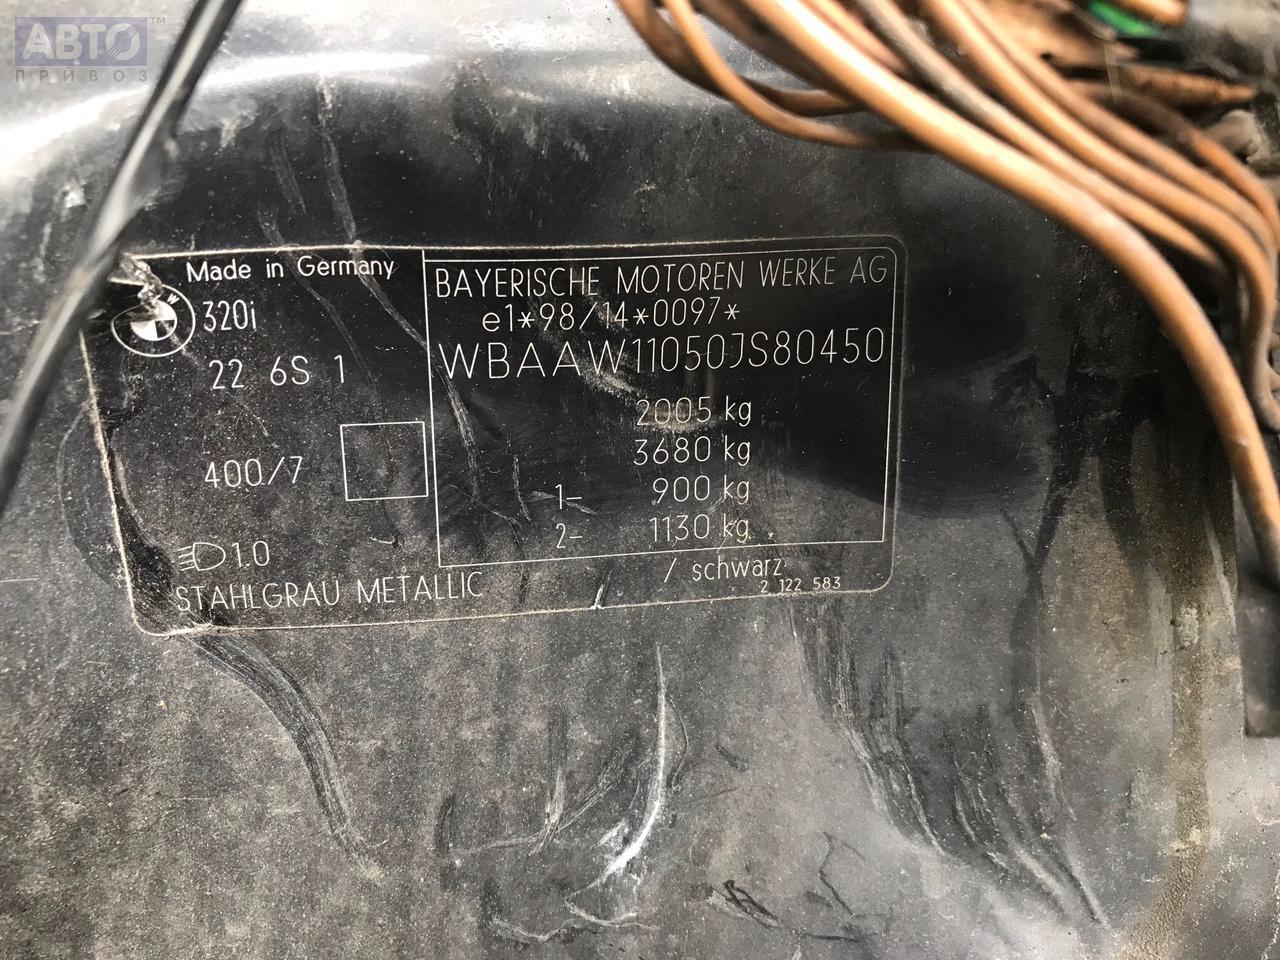 АВТО™
ПРИВОЗ
Made in Germany
320i
22 6S 1
400/7
1.0
STAHLGRAU METALLIC
BAYERISCHE MOTOREN WERKE AG
e1*98/14*0097*
WBAAW11050JS80450
2005 kg
3680 kg
1- 900 kg
2- 1130 kg
/ schwarz
2 122 583